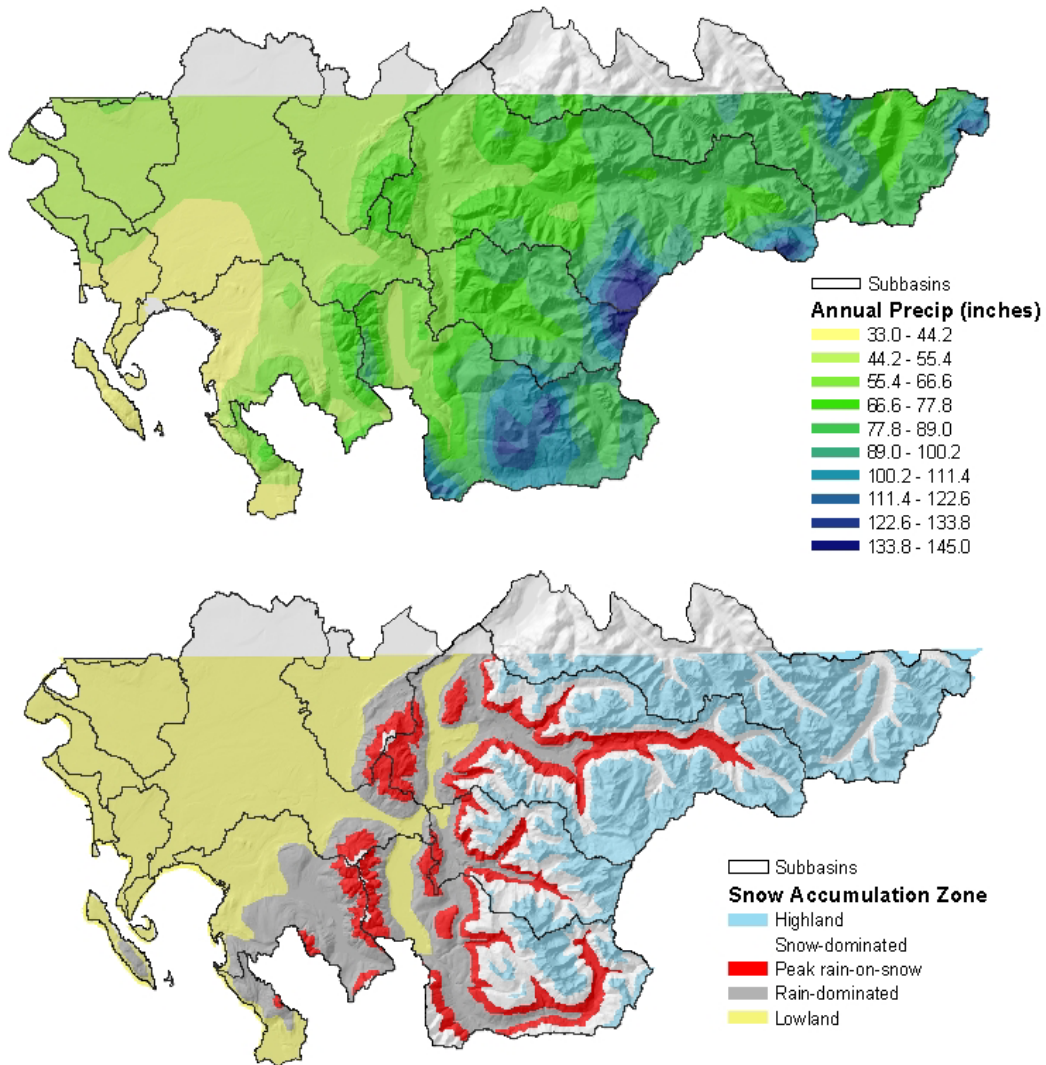 Subbasins
Annual Precip (inches)
33.0 - 44.2
44.2 - 55.4
55.4 - 66.6
66.6 - 77.8
77.8 - 89.0
89.0 - 100.2
100.2 - 111.4
111.4 - 122.6
122.6 - 133.8
133.8 - 145.0
Subbasins
Snow Accumulation Zone
Highland
Snow-dominated
Peak rain-on-snow
Rain-dominated
Lowland